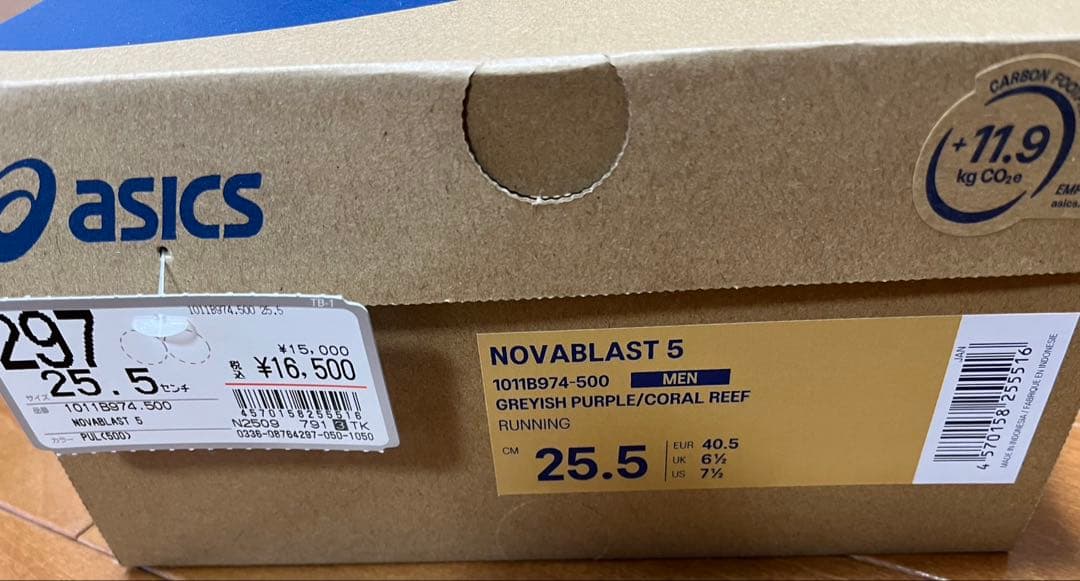 CARBON
+11.9
kg CO₂e
asics.
asics
TB-1
1011B974.500 25.5
297
¥15,000
税込 ¥16,500
サイズ 25.5センチ
4570158255516
品番 1011B974.500
NOVABLAST 5
N2509 791 3 TK
カラー PUL(500)
0336-08764297-050-1050
NOVABLAST 5
1011B974-500 MEN
GREYISH PURPLE/CORAL REEF
RUNNING
CM 25.5
EUR 40.5
UK 6½
US 7½
JAN
4 570158 255516
MADE IN INDONESIA / FABRIQUE EN INDONESIE